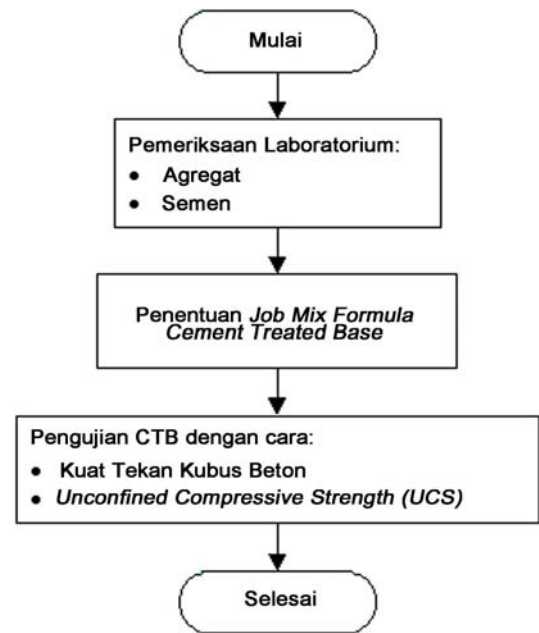 Mulai
Pemeriksaan Laboratorium:
• Agregat
• Semen
Penentuan Job Mix Formula
Cement Treated Base
Pengujian CTB dengan cara:
• Kuat Tekan Kubus Beton
• Unconfined Compressive Strength (UCS)
Selesai